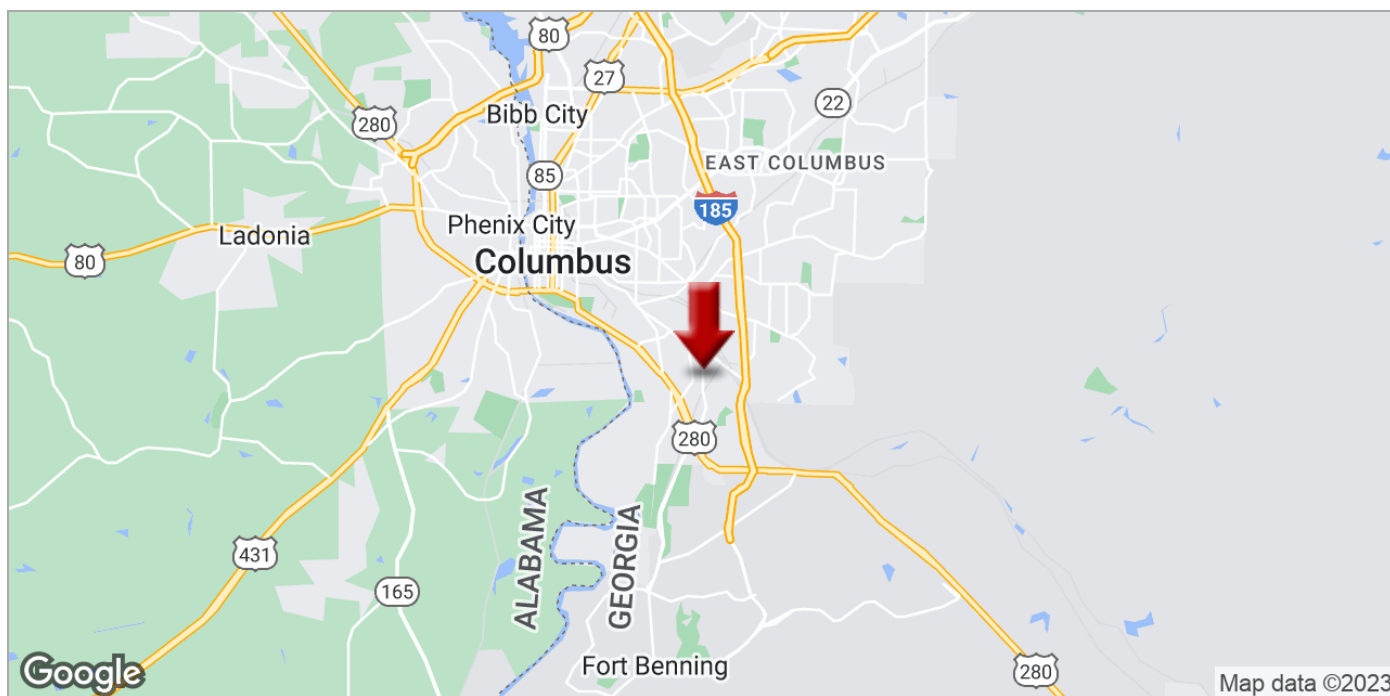 80
27
22
Bibb City
280
EAST COLUMBUS
85
185
Phenix City
Ladonia
80
Columbus
280
ALABAMA
GEORGIA
431
165
Fort Benning
280
Google
Map data ©2023